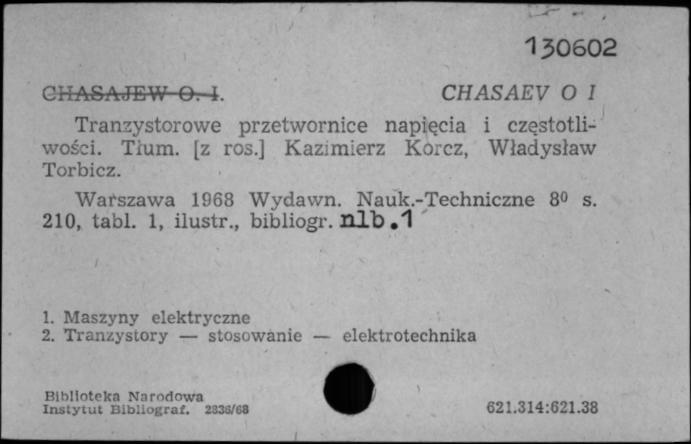 130602
CHASAJEW O. I. CHASAEV O I
Tranzystorowe przetwornice napięcia i częstotli-
wości. Tłum. [z ros.] Kazimierz Korcz, Władysław
Torbicz.
Warszawa 1968 Wydawn. Nauk.-Techniczne 8⁰ s.
210, tabl. 1, ilustr., bibliogr. nlb.1
1. Maszyny elektryczne
2. Tranzystory — stosowanie — elektrotechnika
Biblioteka Narodowa
Instytut Bibliograf. 2836/68 621.314:621.38